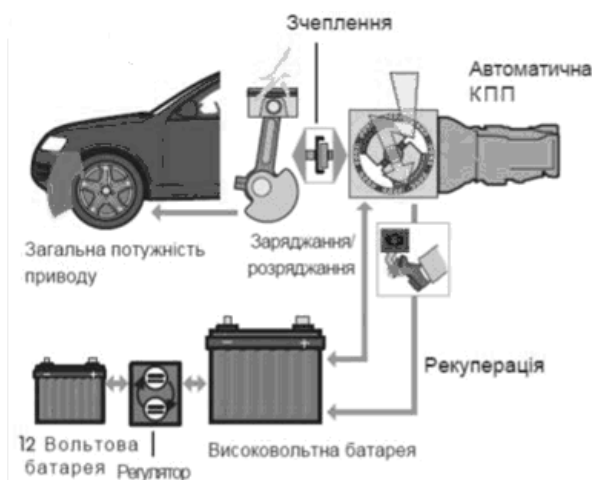 Зчеплення
Автоматична
КПП
Загальна потужність
приводу
Заряджання/
розряджання
Рекуперація
12 Вольтова
батарея
Регулятор
Високовольтна батарея